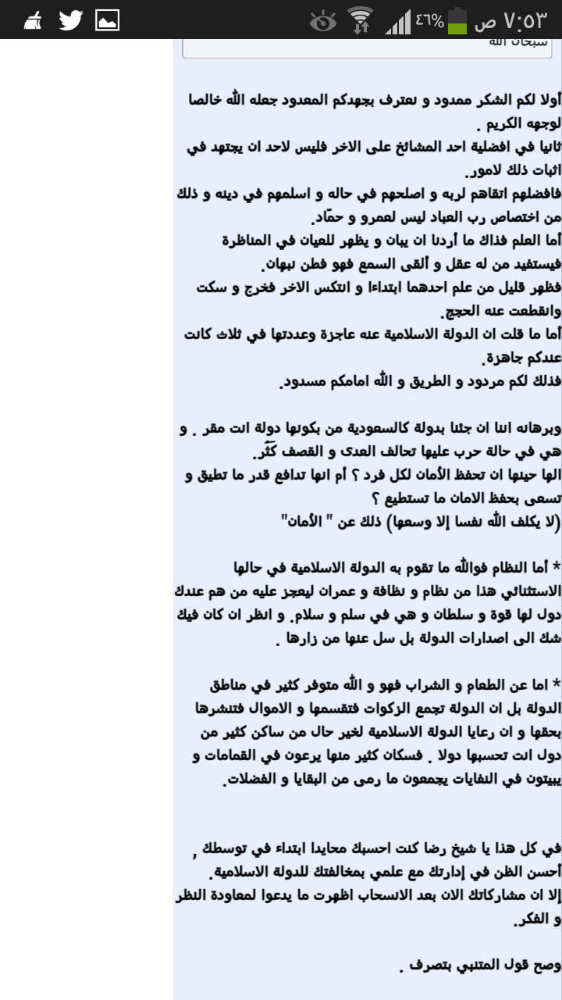 ٧:٥٣ ص ٤٦%
سبحان الله
أولا لكم الشكر ممدود و نعترف بجهدكم المعدود جعله الله خالصا
لوجهه الكريم .
ثانيا في افضلية احد المشائخ على الاخر فليس لاحد ان يجتهد في
اثبات ذلك لامور.
فافضلهم اتقاهم لربه و اصلحهم في حاله و اسلمهم في دينه و ذلك
من اختصاص رب العباد ليس لعمرو و حمّاد.
أما العلم فذاك ما أردنا ان يبان و يظهر للعيان في المناظرة
فيستفيد من له عقل و ألقى السمع فهو فطن نبهان.
فظهر قليل من علم احدهما ابتداءا و انتكس الاخر فخرج و سكت
وانقطعت عنه الحجج.
أما ما قلت ان الدولة الاسلامية عنه عاجزة وعددتها في ثلاث كانت
عندكم جاهزة.
فذلك لكم مردود و الطريق و الله امامكم مسدود.
وبرهانه اننا ان جئنا بدولة كالسعودية من بكونها دولة انت مقر . و
هي في حالة حرب عليها تحالف العدى و القصف كَثُر.
الها حينها ان تحفظ الأمان لكل فرد ؟ أم انها تدافع قدر ما تطيق و
تسعى بحفظ الامان ما تستطيع ؟
(لا يكلف الله نفسا إلا وسعها) ذلك عن " الأمان"
* أما النظام فوالله ما تقوم به الدولة الاسلامية في حالها
الاستثنائي هذا من نظام و نظافة و عمران ليعجز عليه من هم عندك
دول لها قوة و سلطان و هي في سلم و سلام. و انظر ان كان فيك
شك الى اصدارات الدولة بل سل عنها من زارها .
* اما عن الطعام و الشراب فهو و الله متوفر كثير في مناطق
الدولة بل ان الدولة تجمع الزكوات فتقسمها و الاموال فتنشرها
بحقها و ان رعايا الدولة الاسلامية لخير حال من ساكن كثير من
دول انت تحسبها دولا . فسكان كثير منها يرعون في القمامات و
يبيتون في النفايات يجمعون ما رمى من البقايا و الفضلات.
في كل هذا يا شيخ رضا كنت احسبك محايدا ابتداء في توسطك ,
أحسن الظن في إدارتك مع علمي بمخالفتك للدولة الاسلامية.
إلا ان مشاركاتك الان بعد الانسحاب اظهرت ما يدعوا لمعاودة النظر
و الفكر.
وصح قول المتنبي بتصرف .